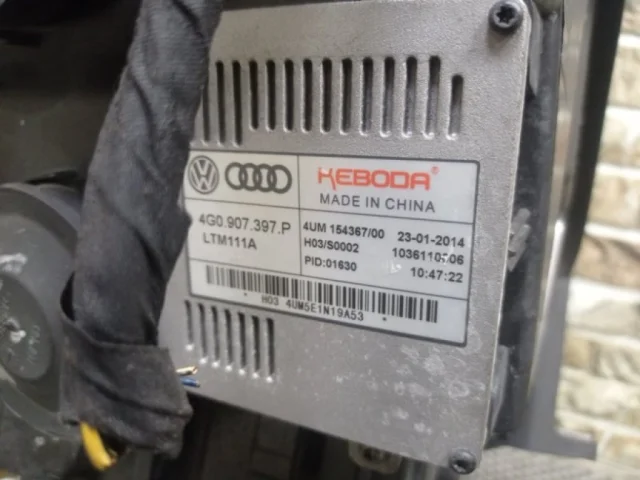 KEBODA®
MADE IN CHINA
4G0.907.397.P
LTM111A
4UM 154367/00 23-01-2014
H03/S0002 1036110706
PID:01630 10:47:22
H03 4UM5E1N19A53